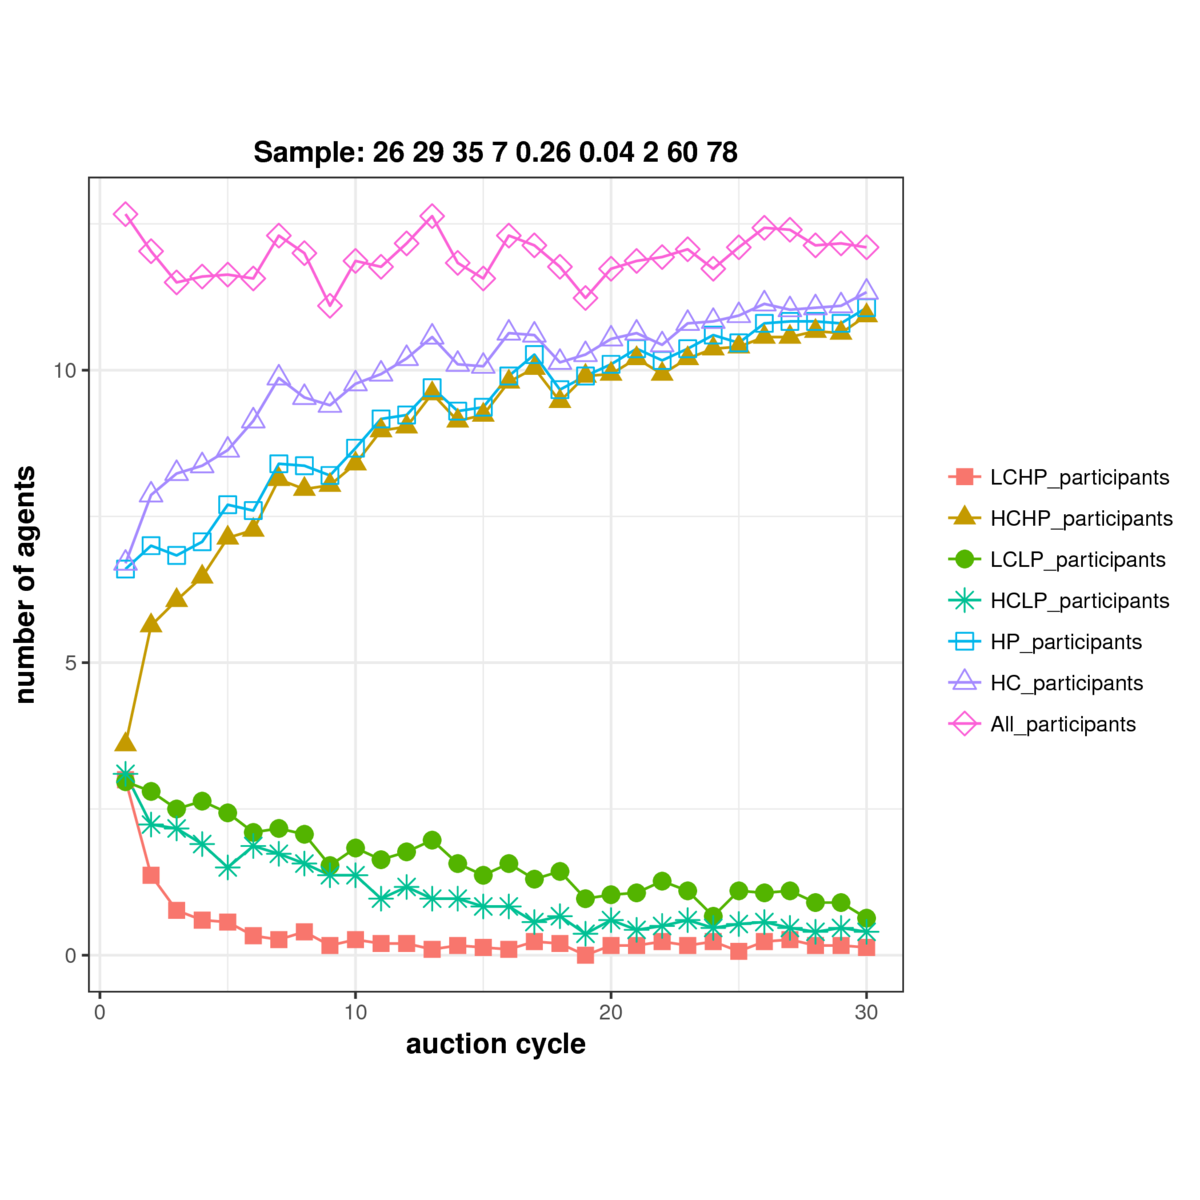 Sample: 26 29 35 7 0.26 0.04 2 60 78
number of agents
10
5
0
0 10 20 30
auction cycle
LCHP_participants
HCHP_participants
LCLP_participants
HCLP_participants
HP_participants
HC_participants
All_participants